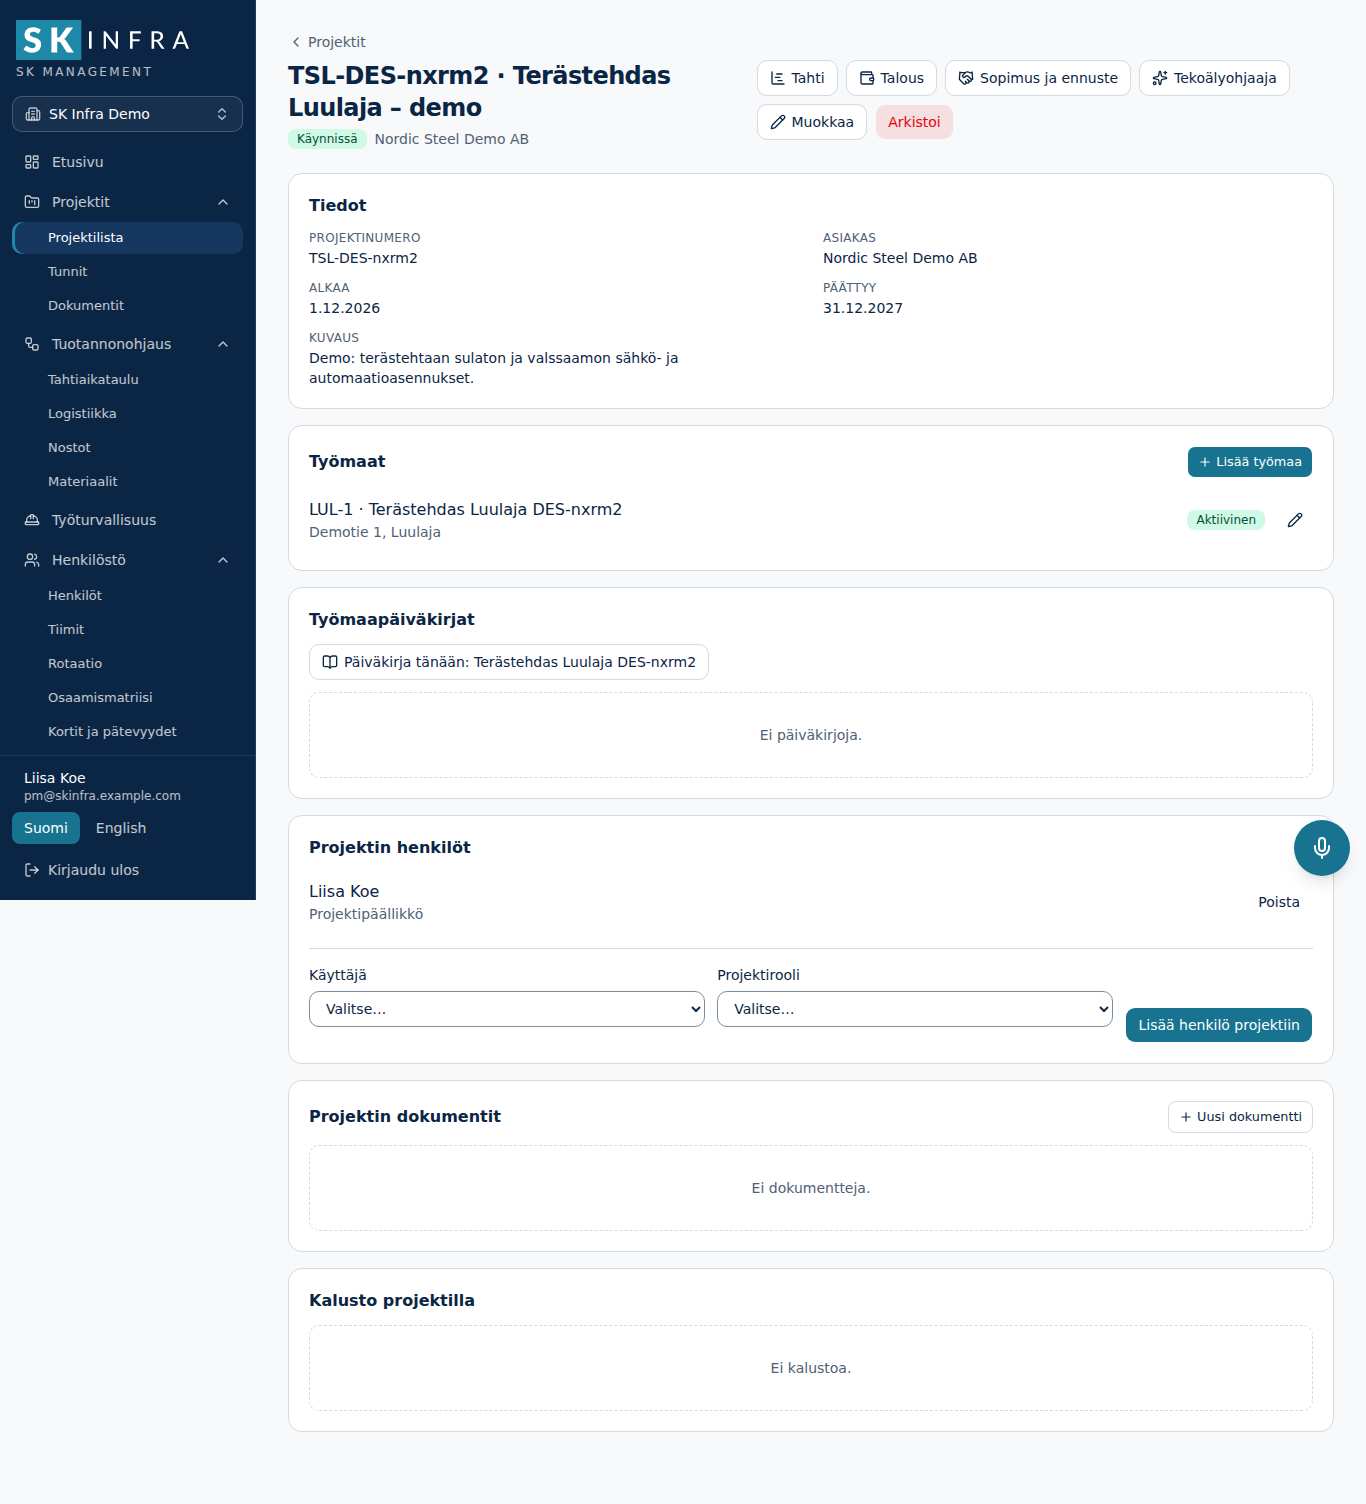 SK INFRA
SK MANAGEMENT
SK Infra Demo
Etusivu
Projektit
Projektilista
Tunnit
Dokumentit
Tuotannonohjaus
Tahtiaikataulu
Logistiikka
Nostot
Materiaalit
Työturvallisuus
Henkilöstö
Henkilöt
Tiimit
Rotaatio
Osaamismatriisi
Kortit ja pätevyydet
Liisa Koe
pm@skinfra.example.com
Suomi English
Kirjaudu ulos
Projektit
TSL-DES-nxrm2 · Terästehdas
Luulaja – demo
Käynnissä Nordic Steel Demo AB
Tahti Talous Sopimus ja ennuste Tekoälyohjaaja
Muokkaa Arkistoi
Tiedot
PROJEKTINUMERO ASIAKAS
TSL-DES-nxrm2 Nordic Steel Demo AB
ALKAA PÄÄTTYY
1.12.2026 31.12.2027
KUVAUS
Demo: terästehtaan sulaton ja valssaamon sähkö- ja
automaatioasennukset.
Työmaat + Lisää työmaa
LUL-1 · Terästehdas Luulaja DES-nxrm2
Demotie 1, Luulaja
Aktiivinen
Työmaapäiväkirjat
Päiväkirja tänään: Terästehdas Luulaja DES-nxrm2
Ei päiväkirjoja.
Projektin henkilöt
Liisa Koe
Projektipäällikkö
Poista
Käyttäjä Projektirooli
Valitse... Valitse... Lisää henkilö projektiin
Projektin dokumentit + Uusi dokumentti
Ei dokumentteja.
Kalusto projektilla
Ei kalustoa.